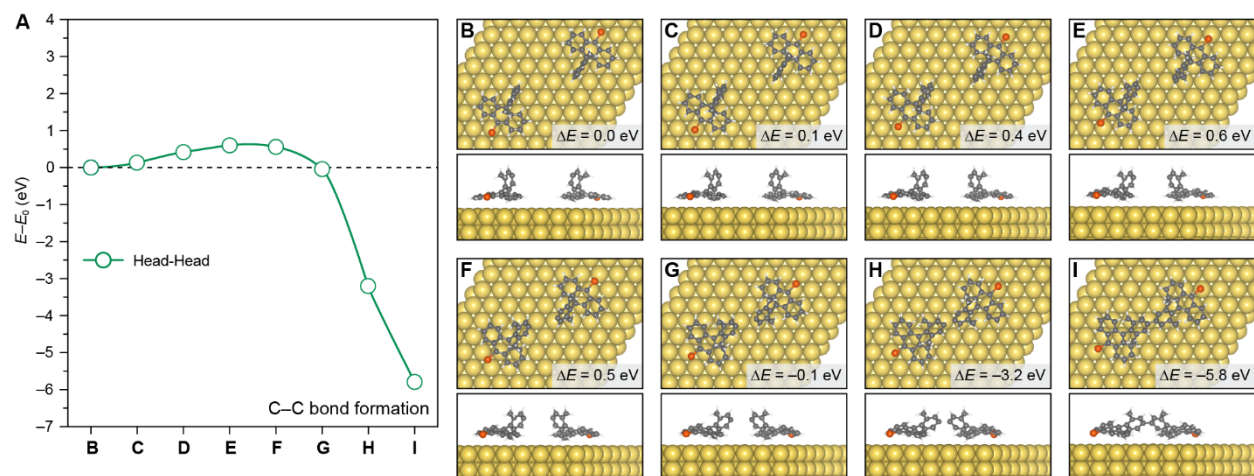 A
E–E₀ (eV)
4
3
2
1
0
–1
–2
–3
–4
–5
–6
–7
Head-Head
C–C bond formation
B C D E F G H I
B
ΔE = 0.0 eV
C
ΔE = 0.1 eV
D
ΔE = 0.4 eV
E
ΔE = 0.6 eV
F
ΔE = 0.5 eV
G
ΔE = –0.1 eV
H
ΔE = –3.2 eV
I
ΔE = –5.8 eV